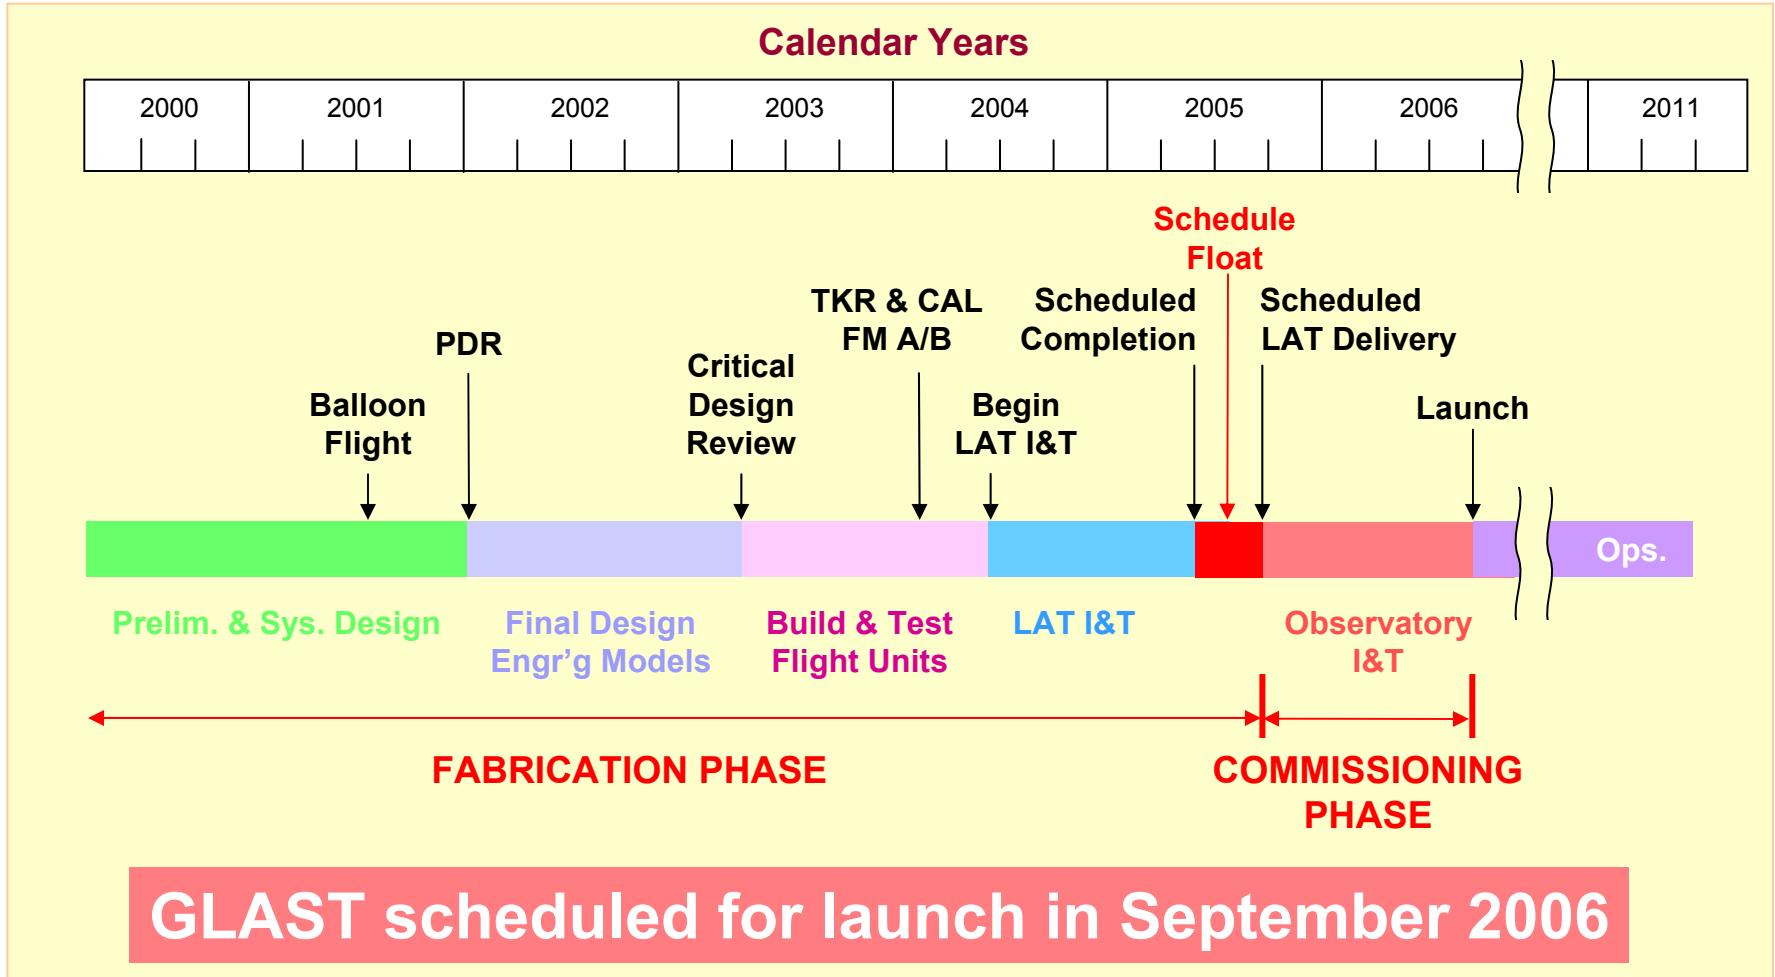 Calendar Years
2000 2001 2002 2003 2004 2005 2006 2011
Schedule
Float
TKR & CAL
FM A/B
Scheduled
Completion
Scheduled
LAT Delivery
PDR
Critical
Design
Review
Balloon
Flight
Begin
LAT I&T
Launch
Ops.
Prelim. & Sys. Design
Final Design
Engr'g Models
Build & Test
Flight Units
LAT I&T
Observatory
I&T
FABRICATION PHASE
COMMISSIONING
PHASE
GLAST scheduled for launch in September 2006